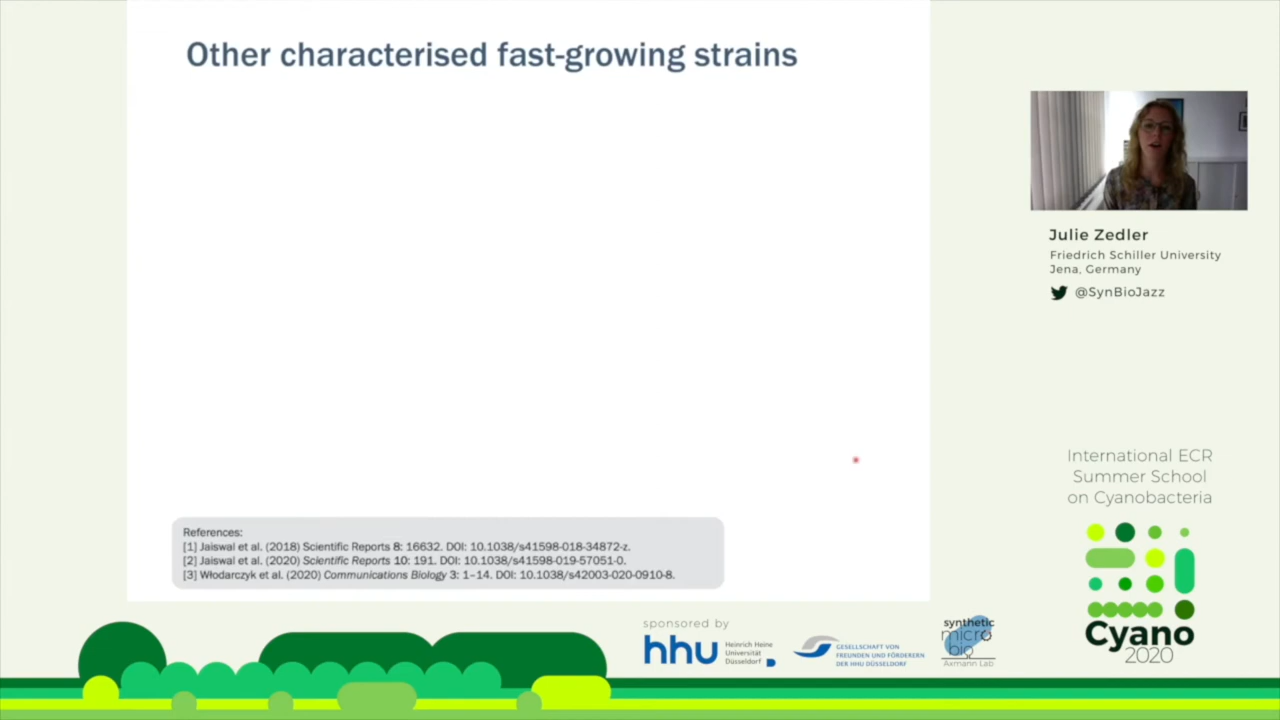 Other characterised fast-growing strains
References:
[1] Jaiswal et al. (2018) Scientific Reports 8: 16632. DOI: 10.1038/s41598-018-34872-z.
[2] Jaiswal et al. (2020) Scientific Reports 10: 191. DOI: 10.1038/s41598-019-57051-0.
[3] Włodarczyk et al. (2020) Communications Biology 3: 1–14. DOI: 10.1038/s42003-020-0910-8.
Julie Zedler
Friedrich Schiller University
Jena, Germany
@SynBioJazz
International ECR
Summer School
on Cyanobacteria
Cyano
2020
sponsored by
hhu
Heinrich Heine
Universität
Düsseldorf
GESELLSCHAFT VON
FREUNDEN UND FÖRDERERN
DER HHU DÜSSELDORF
synthetic
micro
bio
Axmann Lab